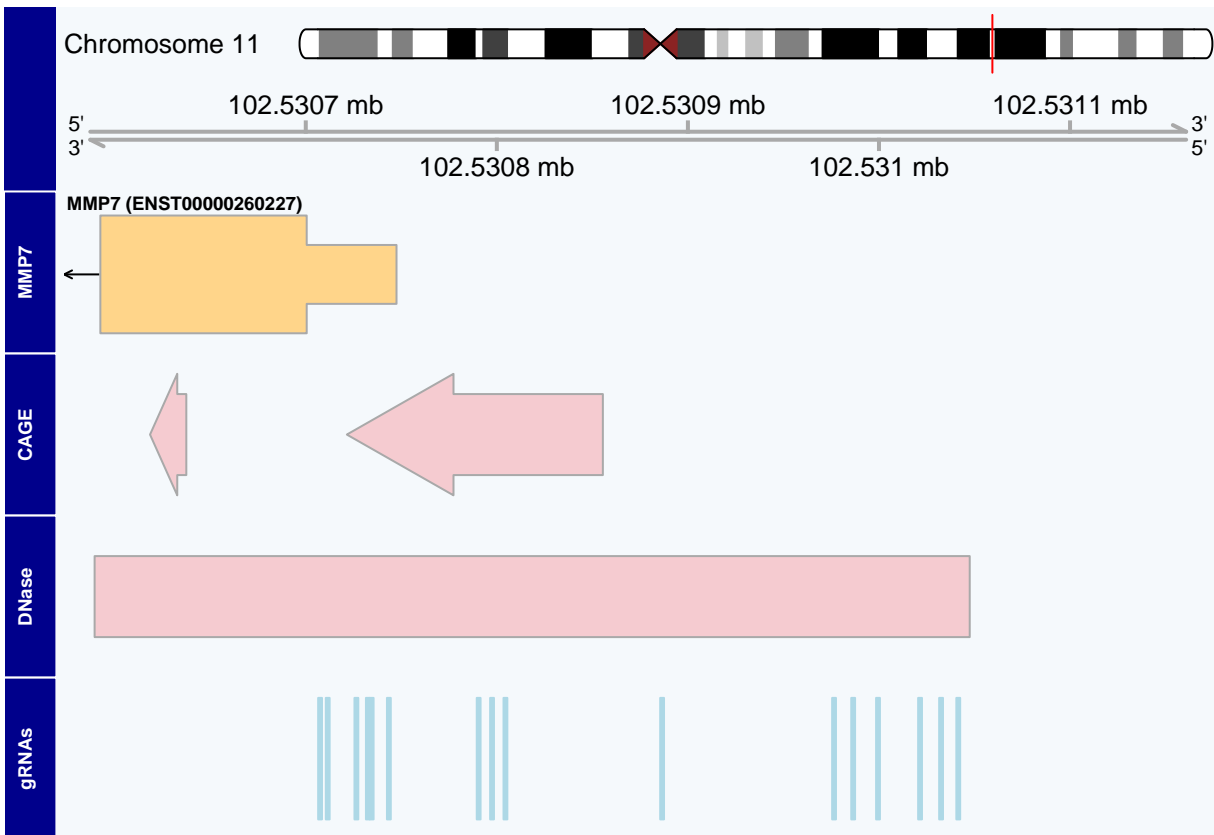 Chromosome 11
102.5307 mb
102.5309 mb
102.5311 mb
5'
3'
3'
5'
102.5308 mb
102.531 mb
MMP7 (ENST00000260227)
MMP7
CAGE
DNase
gRNAs